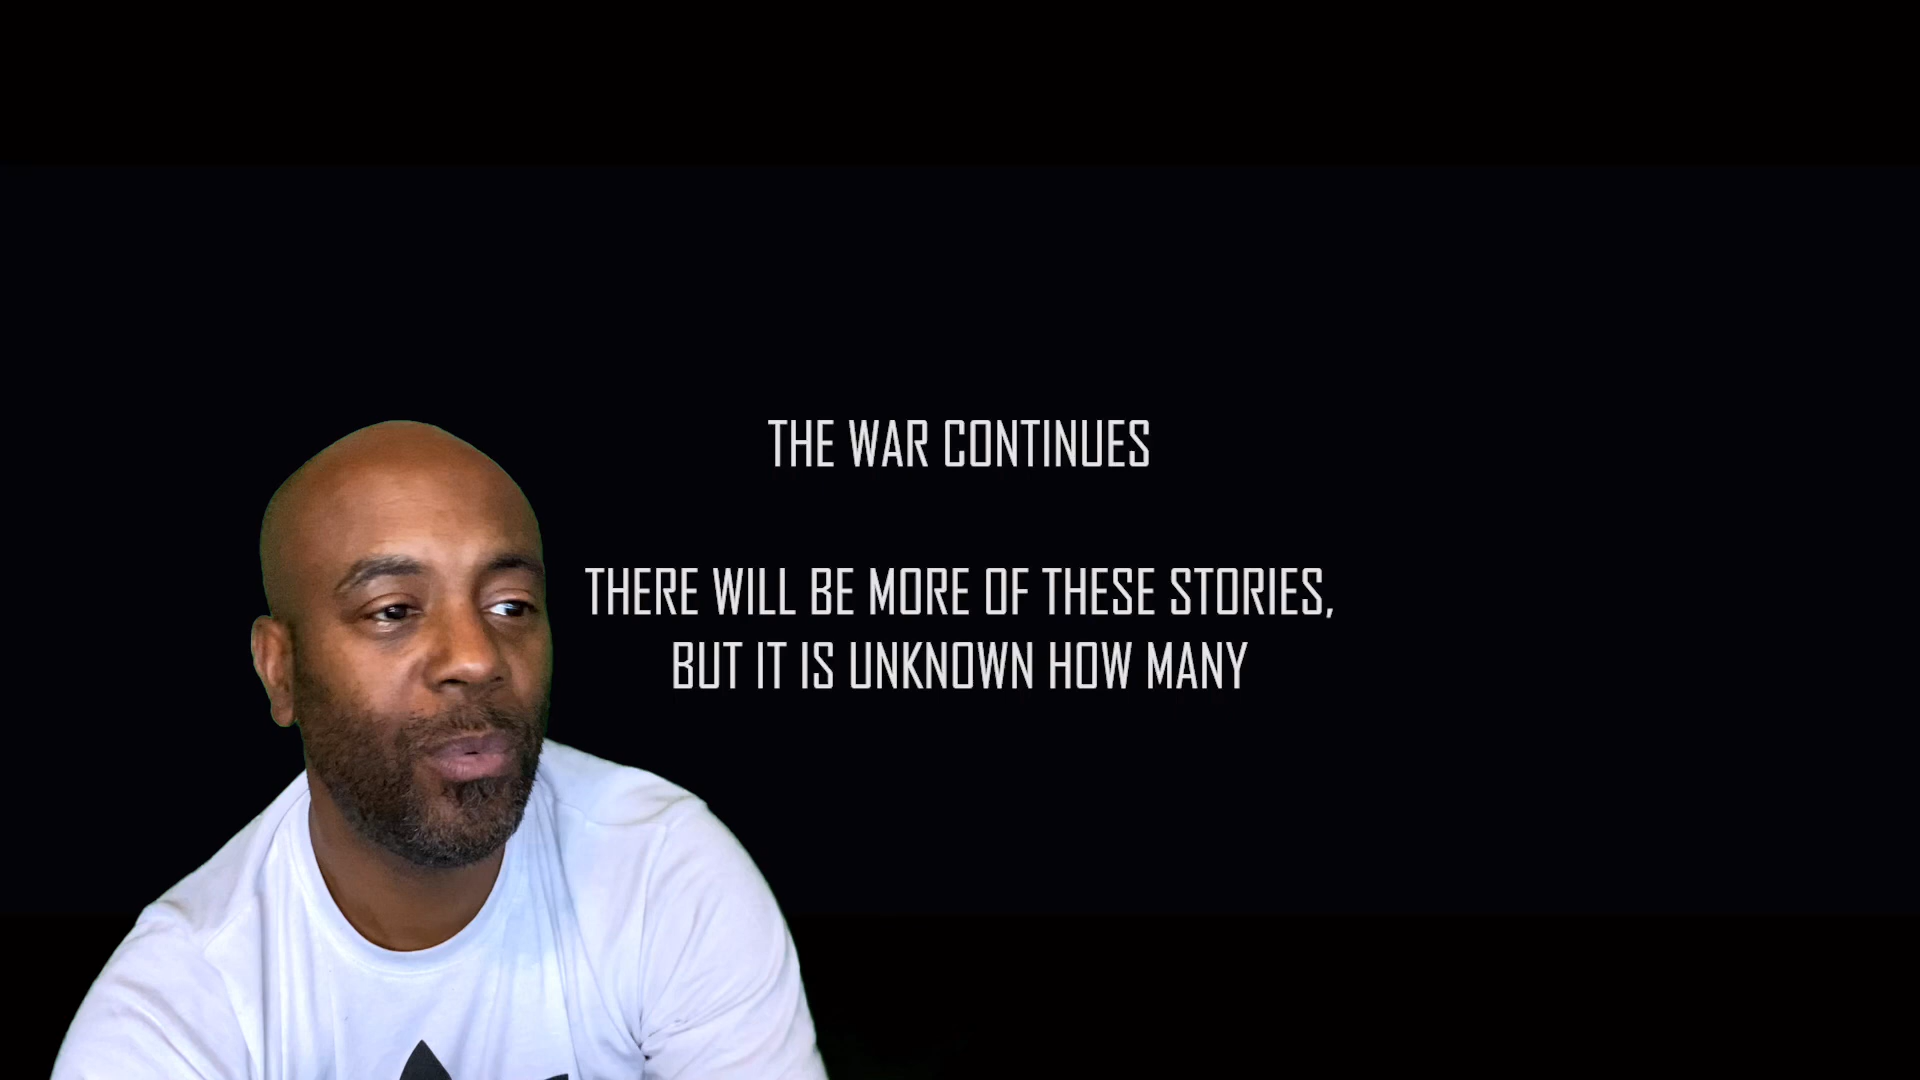 THE WAR CONTINUES
THERE WILL BE MORE OF THESE STORIES,
BUT IT IS UNKNOWN HOW MANY